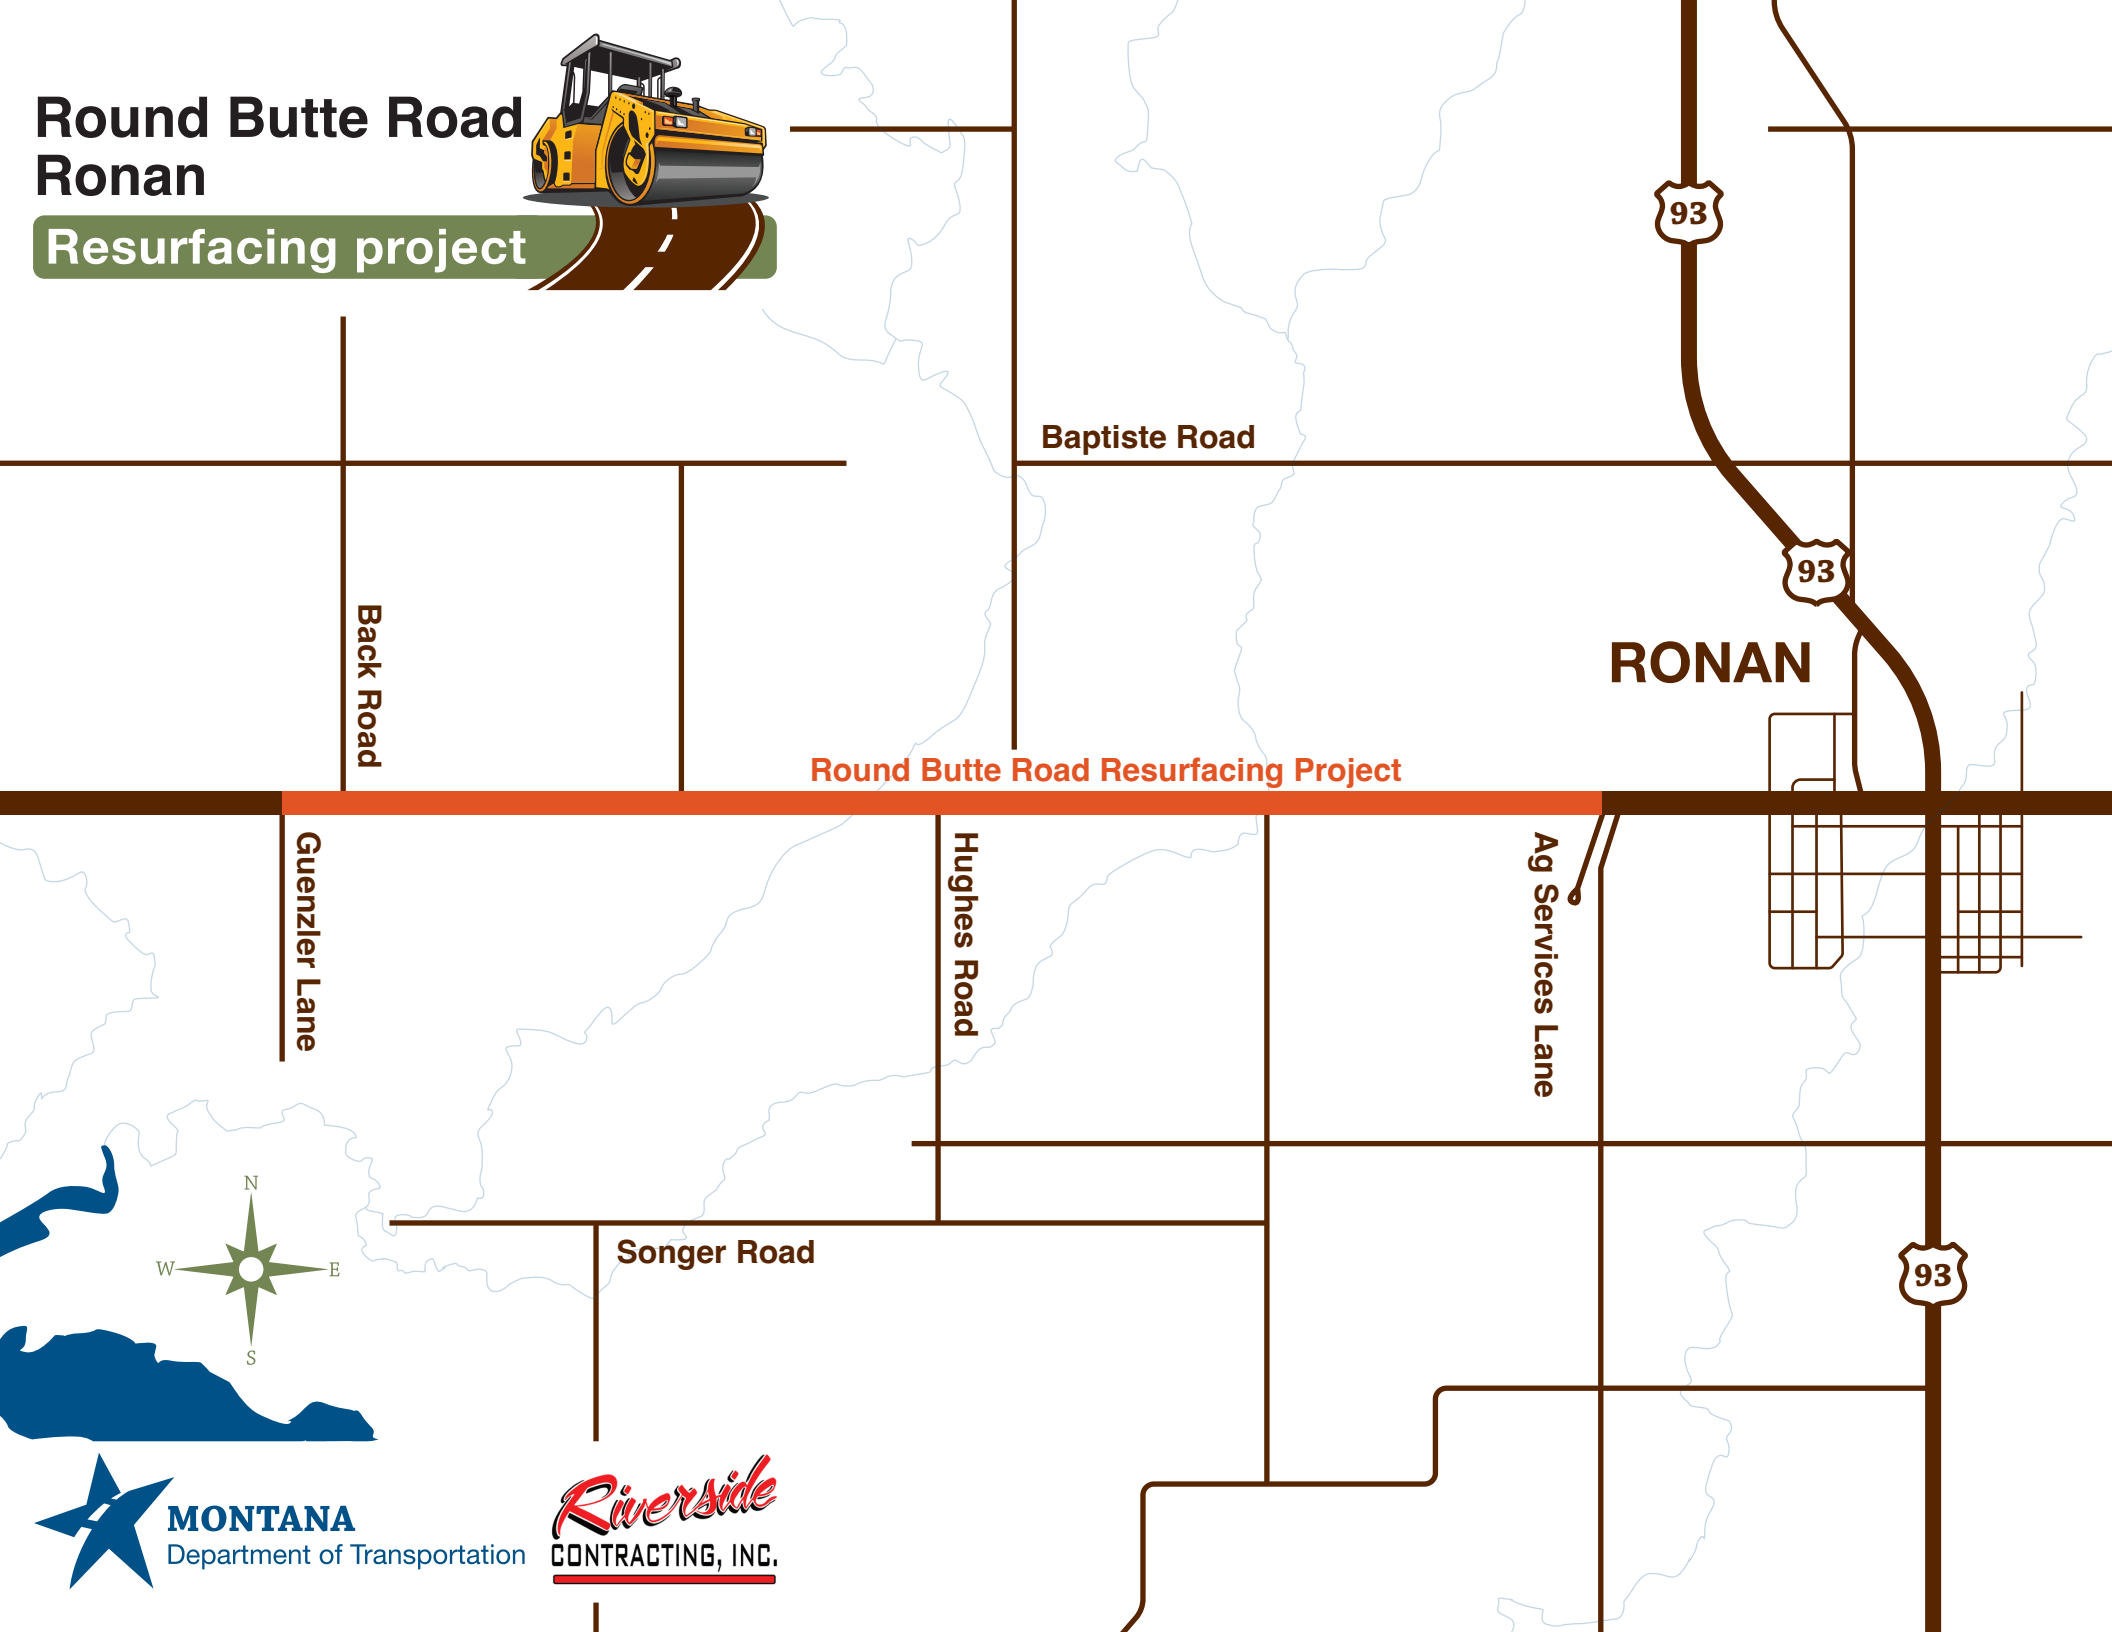 Round Butte Road
Ronan
Resurfacing project
93
Baptiste Road
93
Back Road
RONAN
Round Butte Road Resurfacing Project
Guenzler Lane
Hughes Road
Ag Services Lane
N
W
E
S
Songer Road
93
MONTANA
Department of Transportation
Riverside
CONTRACTING, INC.